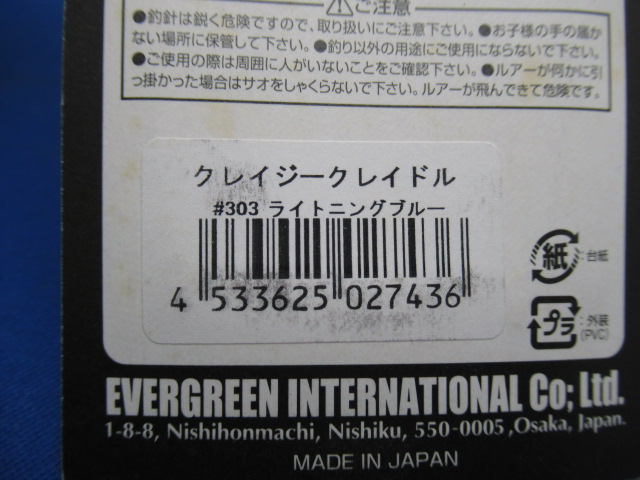 ⚠ご注意
●釣針は鋭く危険ですので、取り扱いにご注意下さい。●お子様の手の届か
ない場所に保管して下さい。●釣り以外の用途にご使用にならないで下さい。
●ご使用の際は周囲に人がいないことをご確認下さい。●ルアーが何かに引
っ掛かった場合はサオをしゃくらないで下さい。ルアーが飛んできて危険です。
クレイジークレイドル
#303 ライトニングブルー
4 533625 027436
紙 :台紙
プラ :外装
(PVC)
EVERGREEN INTERNATIONAL Co; Ltd.
1-8-8, Nishihonmachi, Nishiku, 550-0005 ,Osaka, Japan.
MADE IN JAPAN